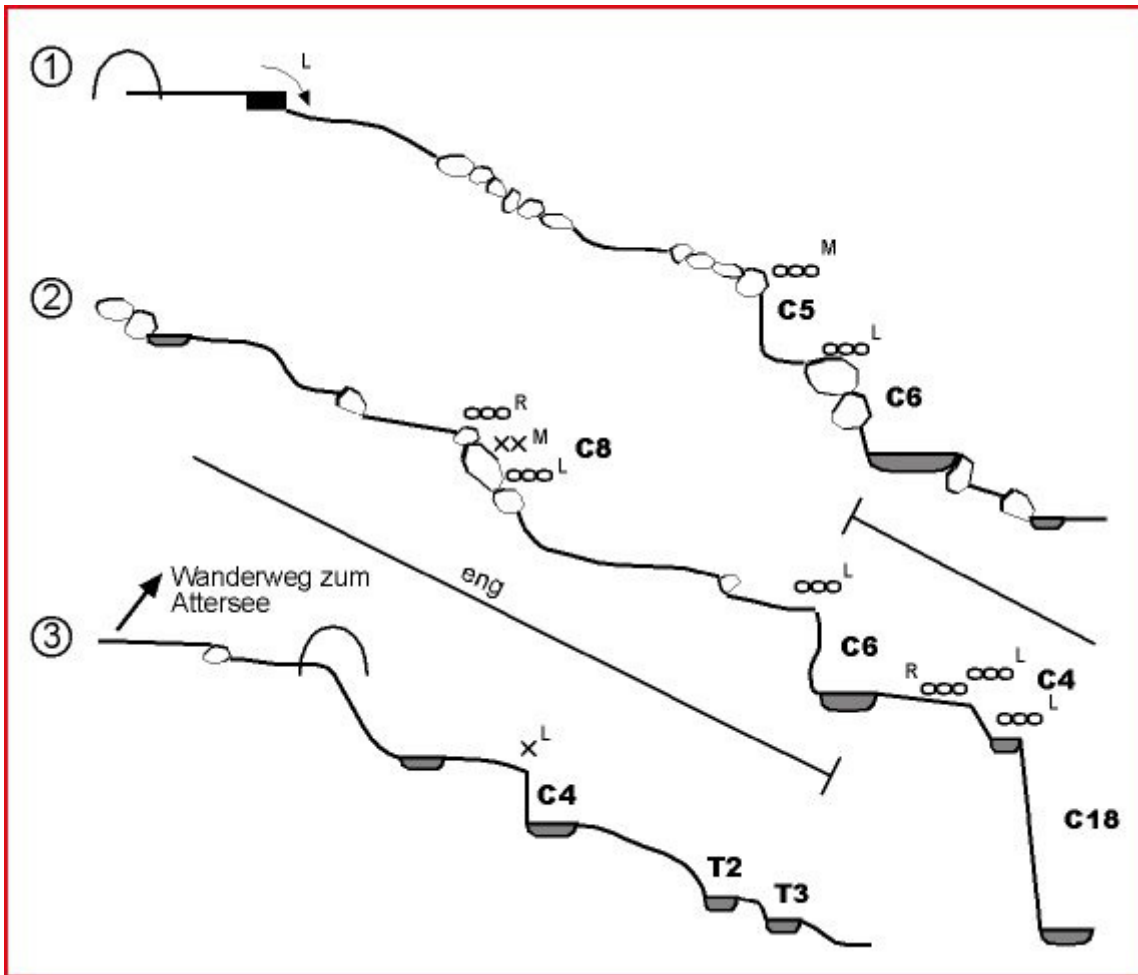 ①
L
M
C5
L
C6
②
R
××M
C8
L
eng
L
C6
R
L
C4
L
C18
Wanderweg zum
Attersee
③
L
C4
T2
T3